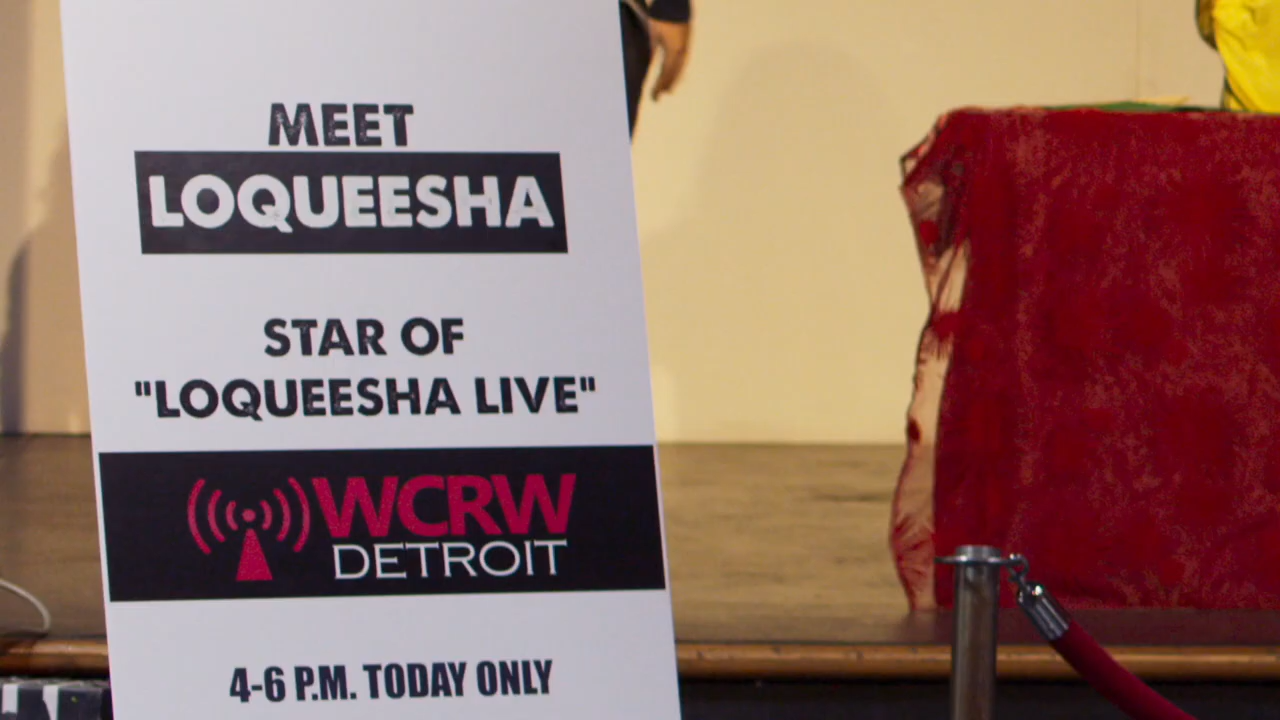 MEET
LOQUEESHA
STAR OF
"LOQUEESHA LIVE"
WCRW
DETROIT
4-6 P.M. TODAY ONLY